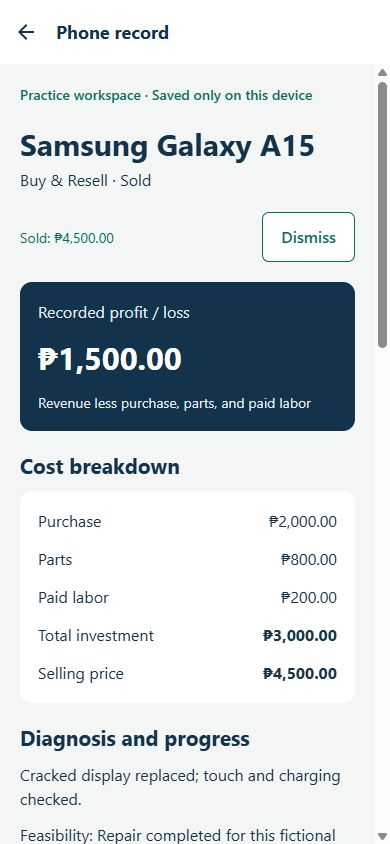 Phone record
Practice workspace · Saved only on this device
Samsung Galaxy A15
Buy & Resell · Sold
Sold: ₱4,500.00
Dismiss
Recorded profit / loss
₱1,500.00
Revenue less purchase, parts, and paid labor
Cost breakdown
Purchase ₱2,000.00
Parts ₱800.00
Paid labor ₱200.00
Total investment ₱3,000.00
Selling price ₱4,500.00
Diagnosis and progress
Cracked display replaced; touch and charging
checked.
Feasibility: Repair completed for this fictional